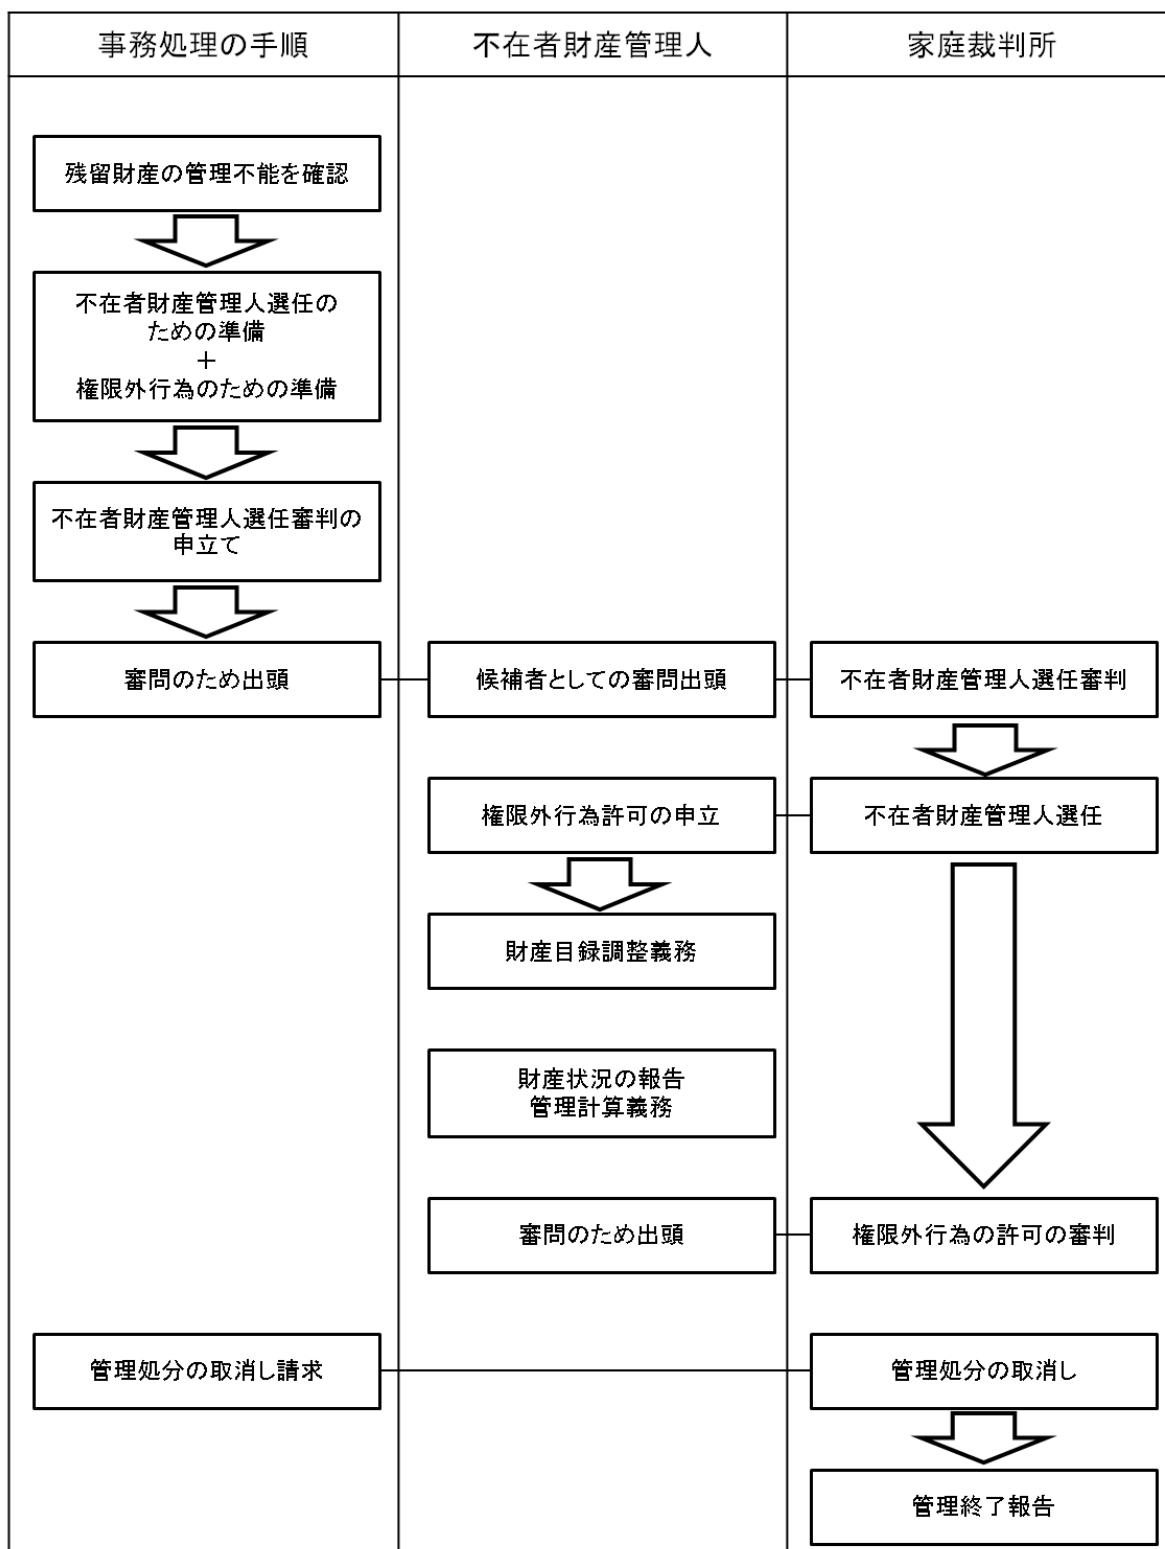 事務処理の手順
不在者財産管理人
家庭裁判所
残留財産の管理不能を確認
不在者財産管理人選任の
ための準備
＋
権限外行為のための準備
不在者財産管理人選任審判の
申立て
審問のため出頭
候補者としての審問出頭
不在者財産管理人選任審判
権限外行為許可の申立
不在者財産管理人選任
財産目録調整義務
財産状況の報告
管理計算義務
審問のため出頭
権限外行為の許可の審判
管理処分の取消し請求
管理処分の取消し
管理終了報告